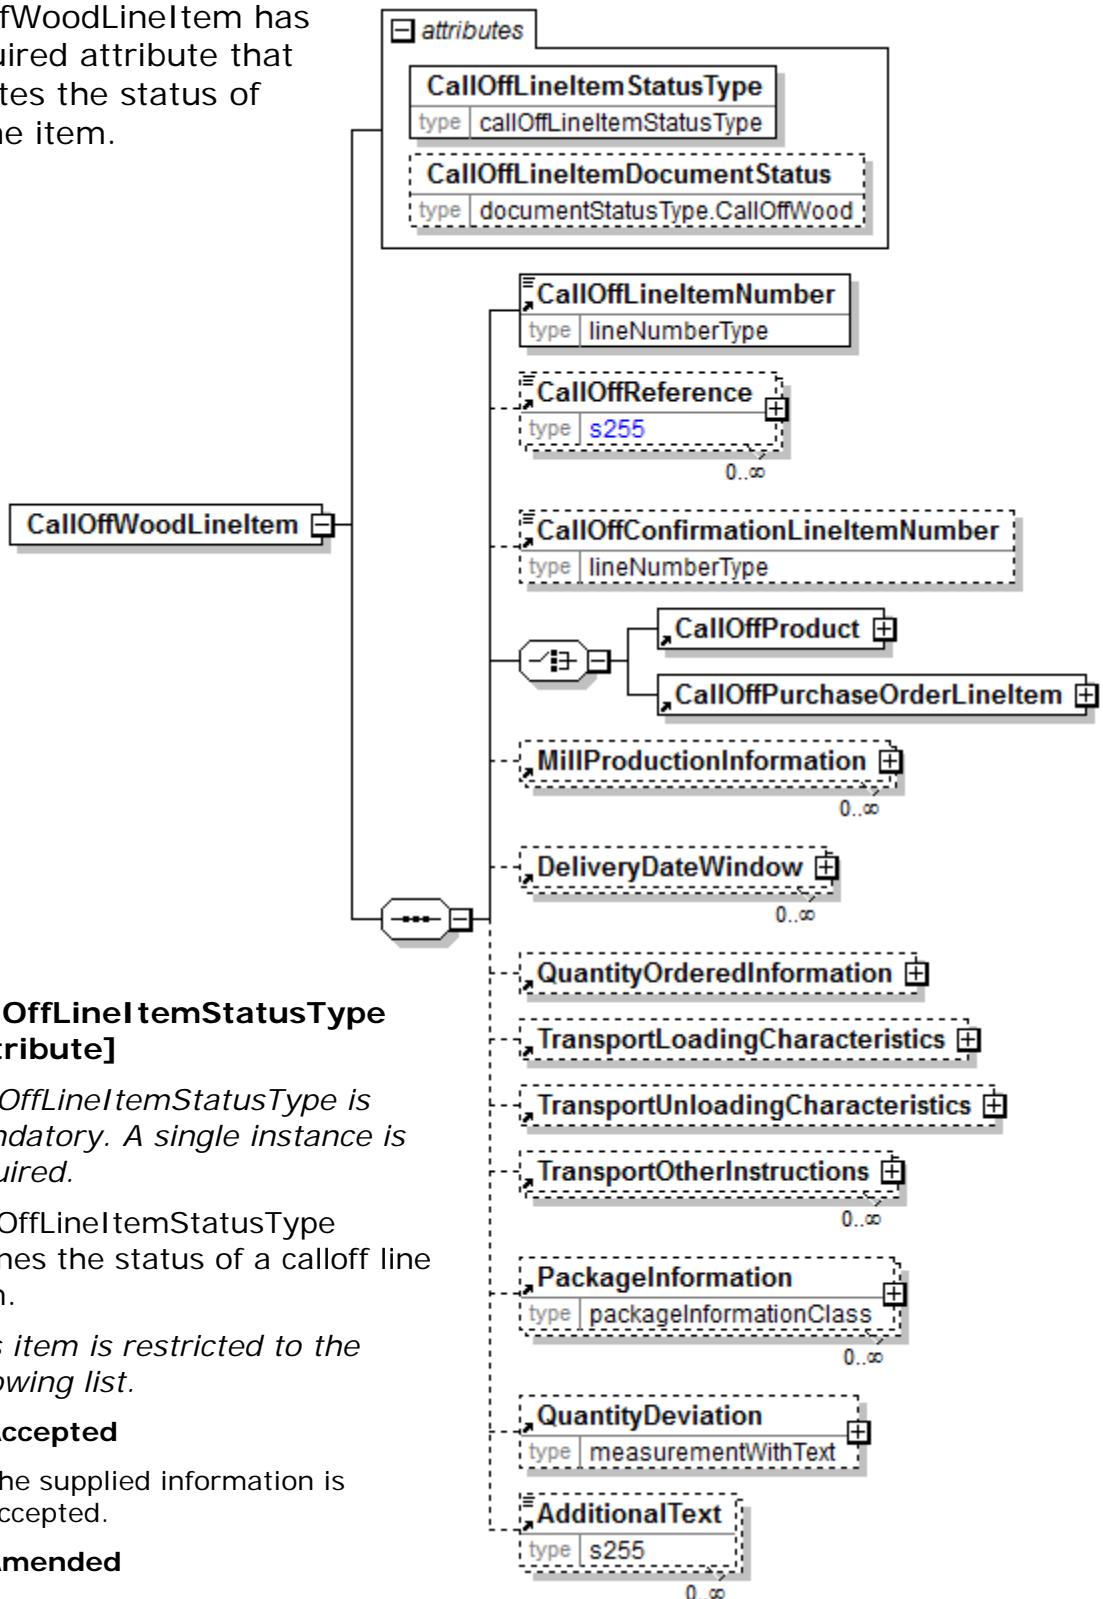 fWoodLineItem has
uired attribute that
tes the status of
e item.
attributes
CallOffLineItemStatusType
type callOffLineItemStatusType
CallOffLineItemDocumentStatus
type documentStatusType.CallOffWood
CallOffLineItemNumber
type lineNumberType
CallOffReference
type s255
0..∞
CallOffWoodLineItem
CallOffConfirmationLineItemNumber
type lineNumberType
CallOffProduct
CallOffPurchaseOrderLineItem
MillProductionInformation
0..∞
DeliveryDateWindow
0..∞
QuantityOrderedInformation
TransportLoadingCharacteristics
TransportUnloadingCharacteristics
TransportOtherInstructions
0..∞
PackageInformation
type packageInformationClass
0..∞
QuantityDeviation
type measurementWithText
AdditionalText
type s255
0..∞
OffLineItemStatusType
tribute]
OffLineItemStatusType is
ndatory. A single instance is
uired.
OffLineItemStatusType
nes the status of a calloff line
n.
s item is restricted to the
owing list.
Accepted
he supplied information is
ccepted.
Amended